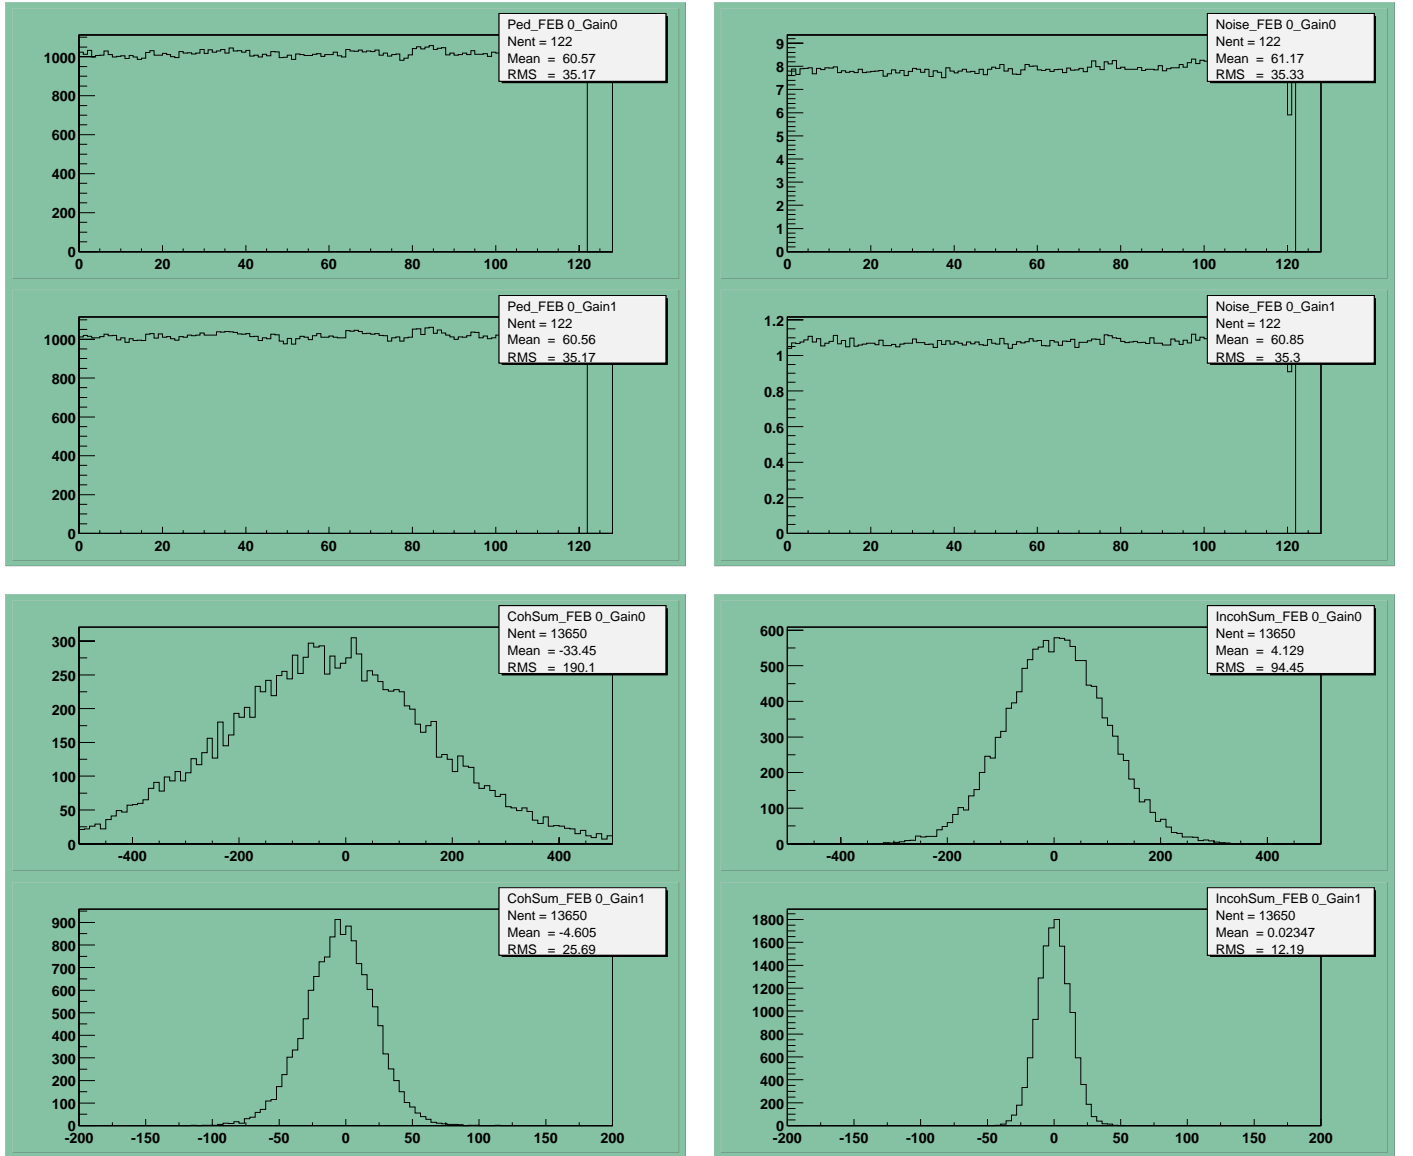 Ped_FEB 0_Gain0
Nent = 122
Mean = 60.57
RMS = 35.17
1000
800
600
400
200
0
0 20 40 60 80 100 120
Noise_FEB 0_Gain0
Nent = 122
Mean = 61.17
RMS = 35.33
9
8
7
6
5
4
3
2
1
0
0 20 40 60 80 100 120
Ped_FEB 0_Gain1
Nent = 122
Mean = 60.56
RMS = 35.17
1000
800
600
400
200
0
0 20 40 60 80 100 120
Noise_FEB 0_Gain1
Nent = 122
Mean = 60.85
RMS = 35.3
1.2
1
0.8
0.6
0.4
0.2
0
0 20 40 60 80 100 120
CohSum_FEB 0_Gain0
Nent = 13650
Mean = -33.45
RMS = 190.1
300
250
200
150
100
50
0
-400 -200 0 200 400
IncohSum_FEB 0_Gain0
Nent = 13650
Mean = 4.129
RMS = 94.45
600
500
400
300
200
100
0
-400 -200 0 200 400
CohSum_FEB 0_Gain1
Nent = 13650
Mean = -4.605
RMS = 25.69
900
800
700
600
500
400
300
200
100
0
-200 -150 -100 -50 0 50 100 150 200
IncohSum_FEB 0_Gain1
Nent = 13650
Mean = 0.02347
RMS = 12.19
1800
1600
1400
1200
1000
800
600
400
200
0
-200 -150 -100 -50 0 50 100 150 200